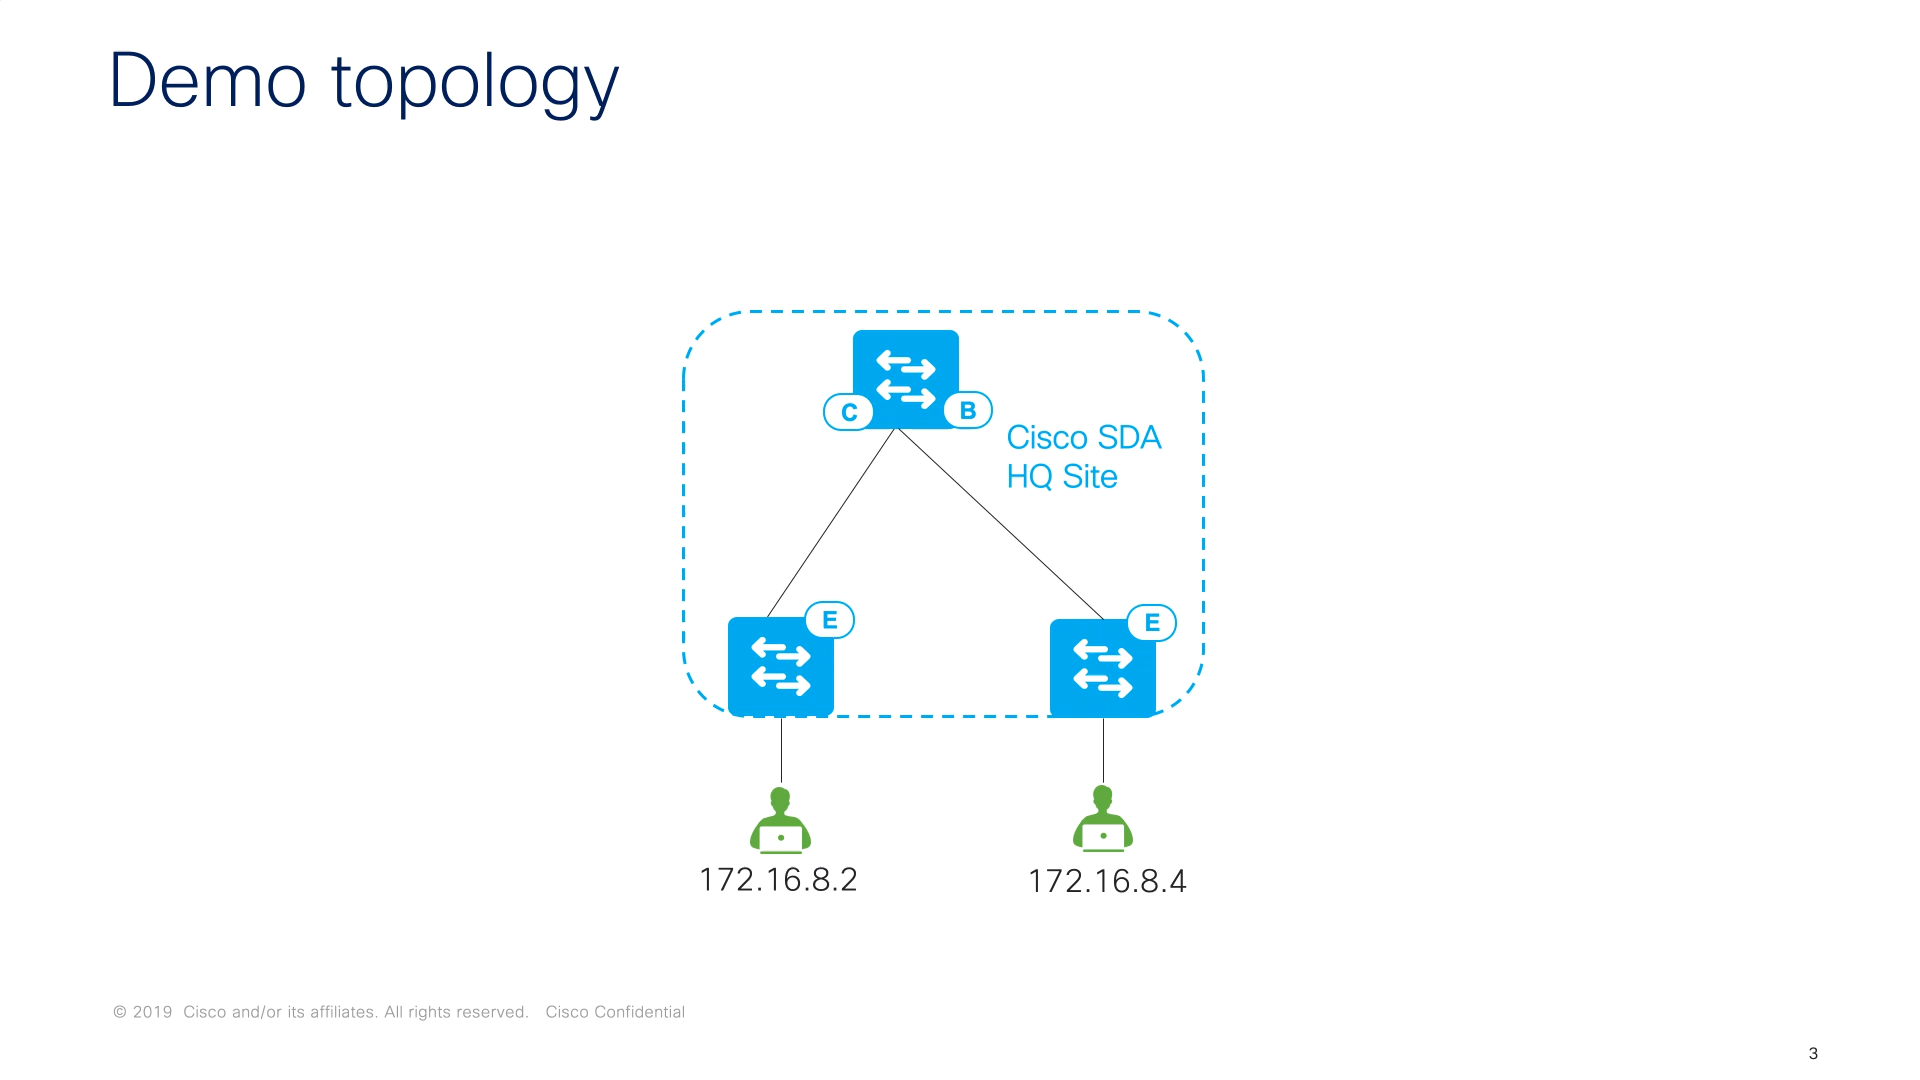 Demo topology
C
B
Cisco SDA
HQ Site
E
E
172.16.8.2
172.16.8.4
© 2019 Cisco and/or its affiliates. All rights reserved. Cisco Confidential
3